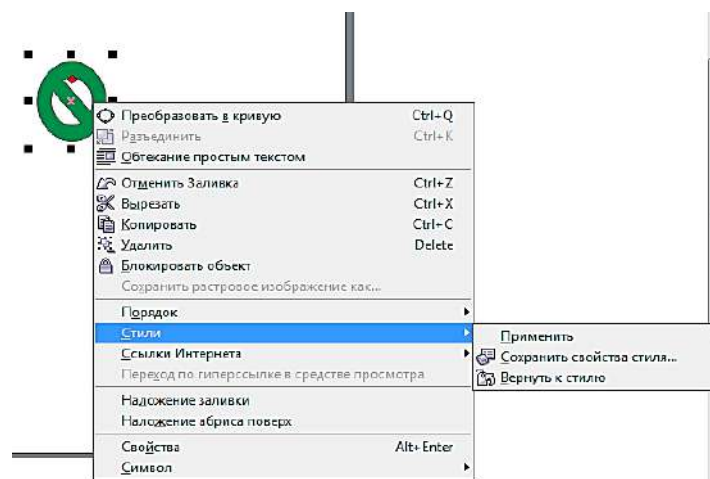 Преобразовать в кривую Ctrl+Q
Разъединить Ctrl+K
Обтекание простым текстом
Отменить Заливка Ctrl+Z
Вырезать Ctrl+X
Копировать Ctrl+C
Удалить Delete
Блокировать объект
Сохранить растровое изображение как...
Порядок
Стили
Применить
Ссылки Интернета
Сохранить свойства стиля...
Переход по гиперссылке в средстве просмотра
Вернуть к стилю
Наложение заливки
Наложение абриса поверх
Свойства Alt+Enter
Символ